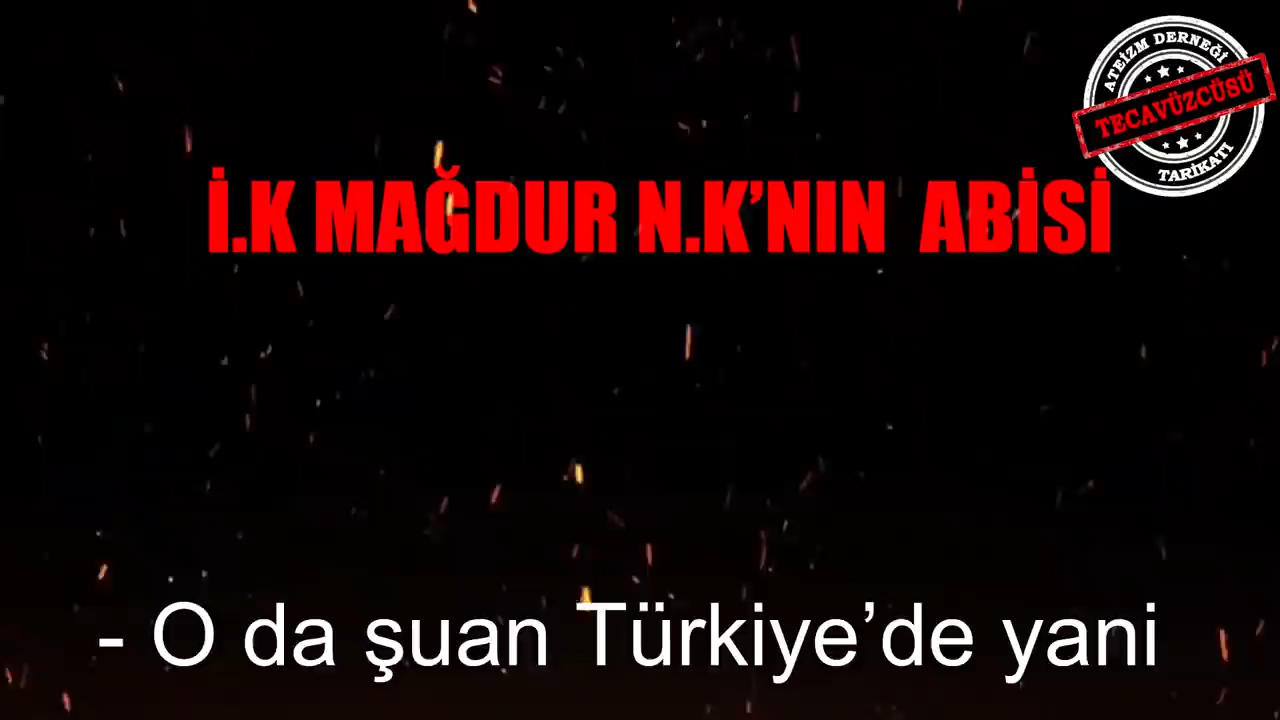 ATEİZM DERNEĞİ
TECAVÜZCÜSÜ
TARİKATI
İ.K MAĞDUR N.K’NIN ABİSİ
- O da şuan Türkiye’de yani